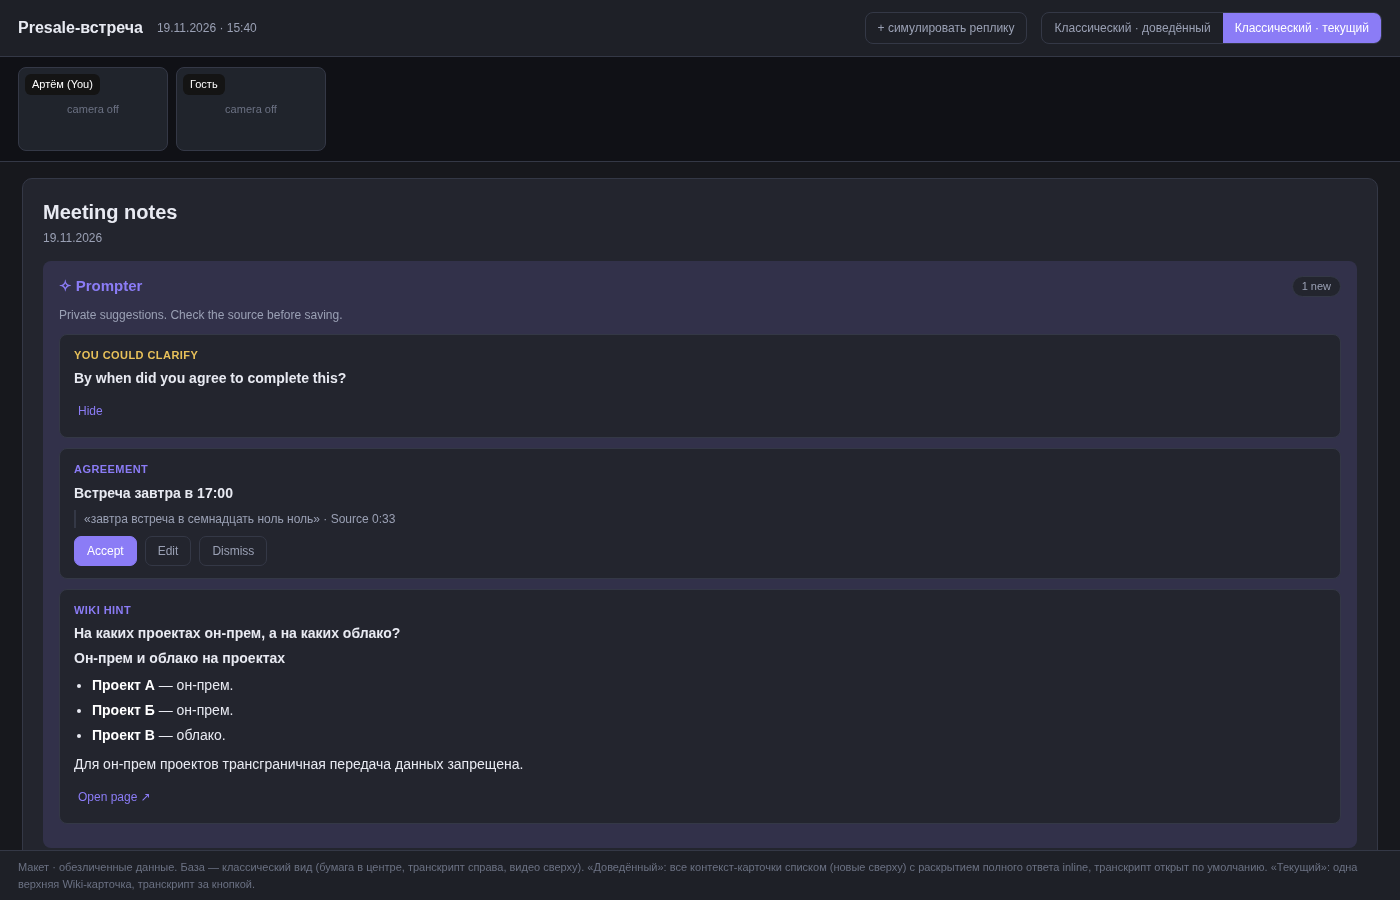 Presale-встреча
19.11.2026 · 15:40
+ симулировать реплику
Классический · доведённый
Классический · текущий
Артём (You)
camera off
Гость
camera off
Meeting notes
19.11.2026
✧ Prompter
1 new
Private suggestions. Check the source before saving.
YOU COULD CLARIFY
By when did you agree to complete this?
Hide
AGREEMENT
Встреча завтра в 17:00
«завтра встреча в семнадцать ноль ноль» · Source 0:33
Accept
Edit
Dismiss
WIKI HINT
На каких проектах он-прем, а на каких облако?
Он-прем и облако на проектах
• Проект А — он-прем.
• Проект Б — он-прем.
• Проект В — облако.
Для он-прем проектов трансграничная передача данных запрещена.
Open page ↗
Макет · обезличенные данные. База — классический вид (бумага в центре, транскрипт справа, видео сверху). «Доведённый»: все контекст-карточки списком (новые сверху) с раскрытием полного ответа inline, транскрипт открыт по умолчанию. «Текущий»: одна
верхняя Wiki-карточка, транскрипт за кнопкой.